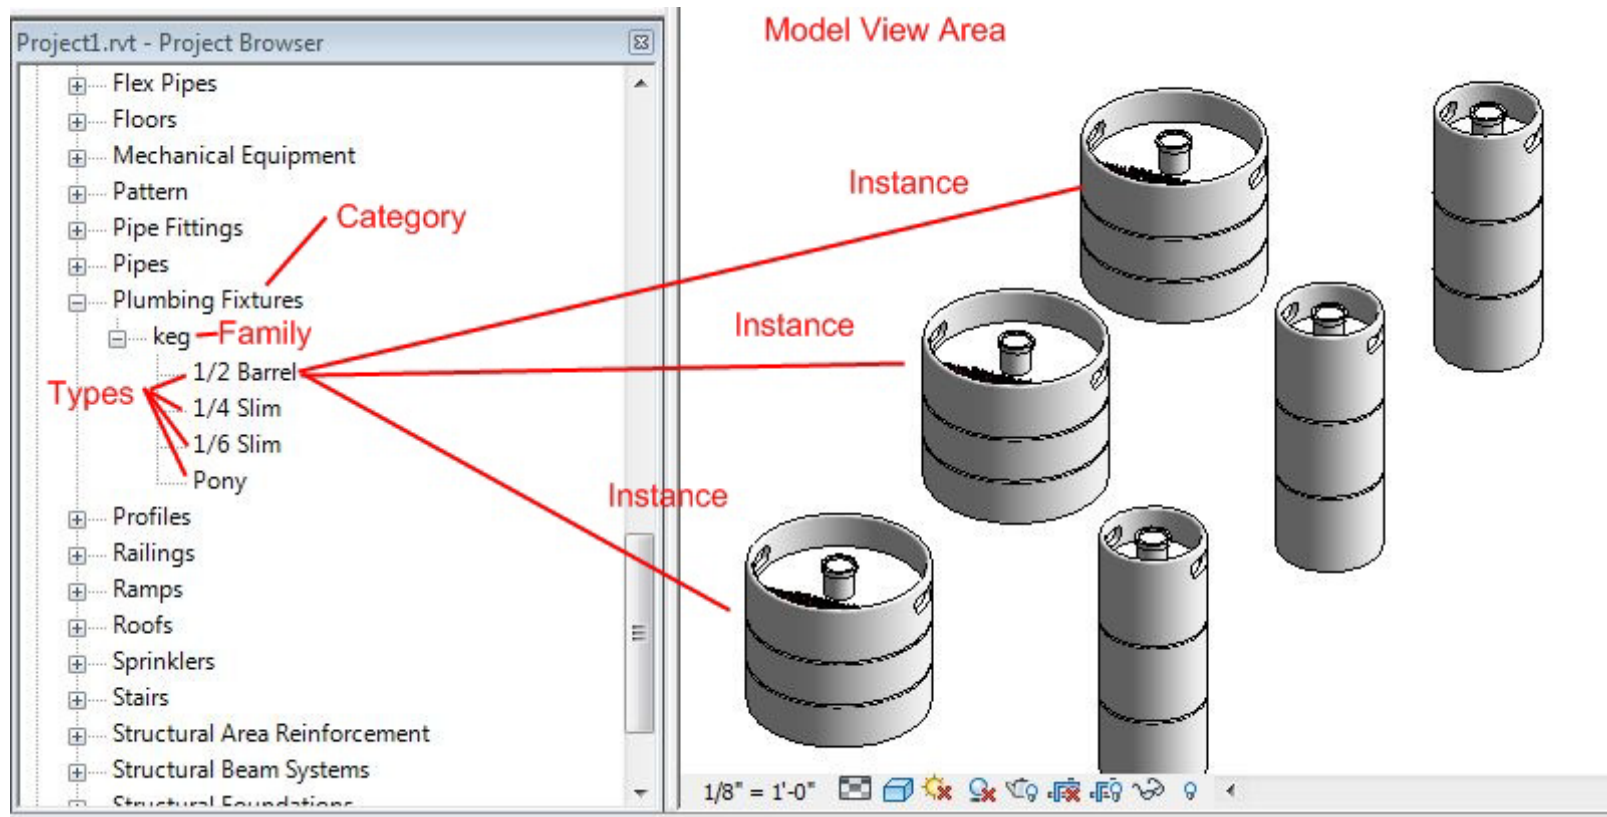 Project1.rvt - Project Browser
Model View Area
Flex Pipes
Floors
Mechanical Equipment
Pattern
Pipe Fittings
Pipes
Plumbing Fixtures
Category
keg
Family
Types
1/2 Barrel
1/4 Slim
1/6 Slim
Pony
Instance
Instance
Instance
Profiles
Railings
Ramps
Roofs
Sprinklers
Stairs
Structural Area Reinforcement
Structural Beam Systems
Structural Foundations
1/8" = 1'-0"